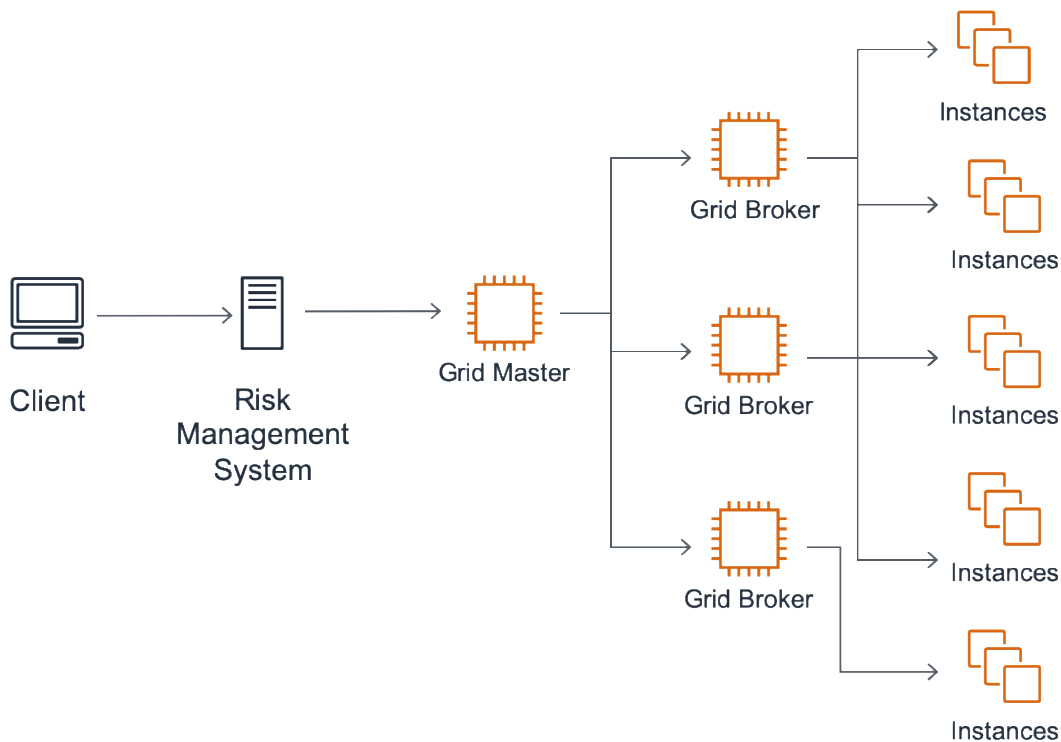 Client
Risk
Management
System
Grid Master
Grid Broker
Grid Broker
Grid Broker
Instances
Instances
Instances
Instances
Instances